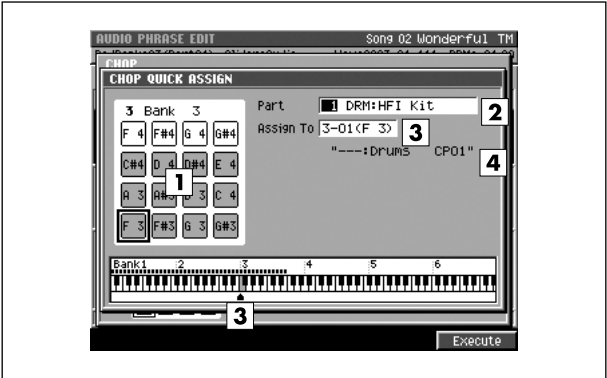 AUDIO PHRASE EDIT Song 02 Wonderful TM
CHOP
CHOP QUICK ASSIGN
3 Bank 3
Part 1 DRM:HFI Kit 2
Assign To 3-01(F 3) 3
"---:Drums CP01" 4
F 4 F#4 G 4 G#4
C#4 D 4 D#4 E 4
1
A 3 A#3 3 C 4
F 3 F#3 G 3 G#3
Bank1 :2 :3 :4 :5 :6
3
Execute